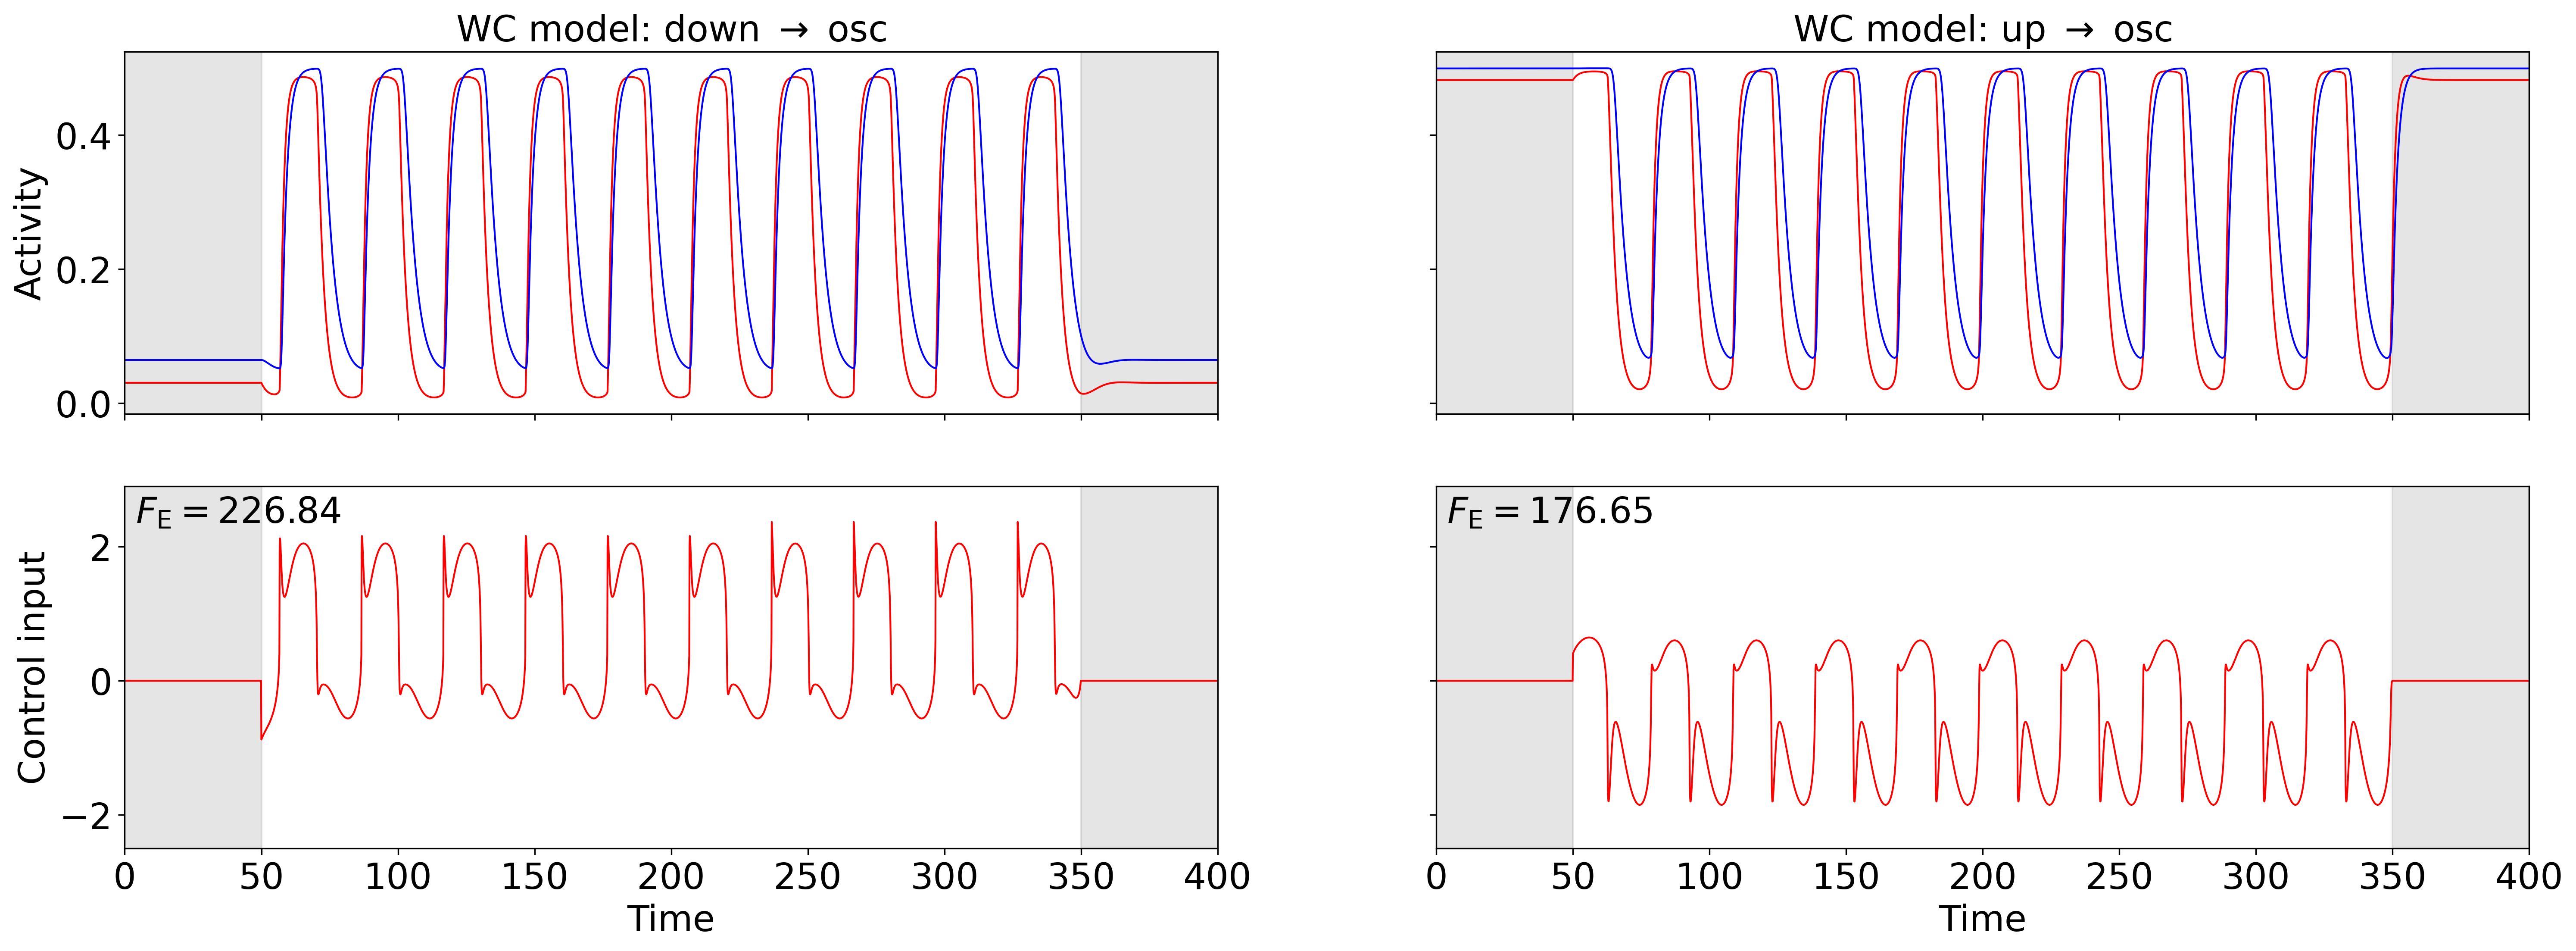 WC model: down → osc
WC model: up → osc
Activity
0.4
0.2
0.0
Control input
F_E = 226.84
F_E = 176.65
2
0
−2
0 50 100 150 200 250 300 350 400
0 50 100 150 200 250 300 350 400
Time
Time